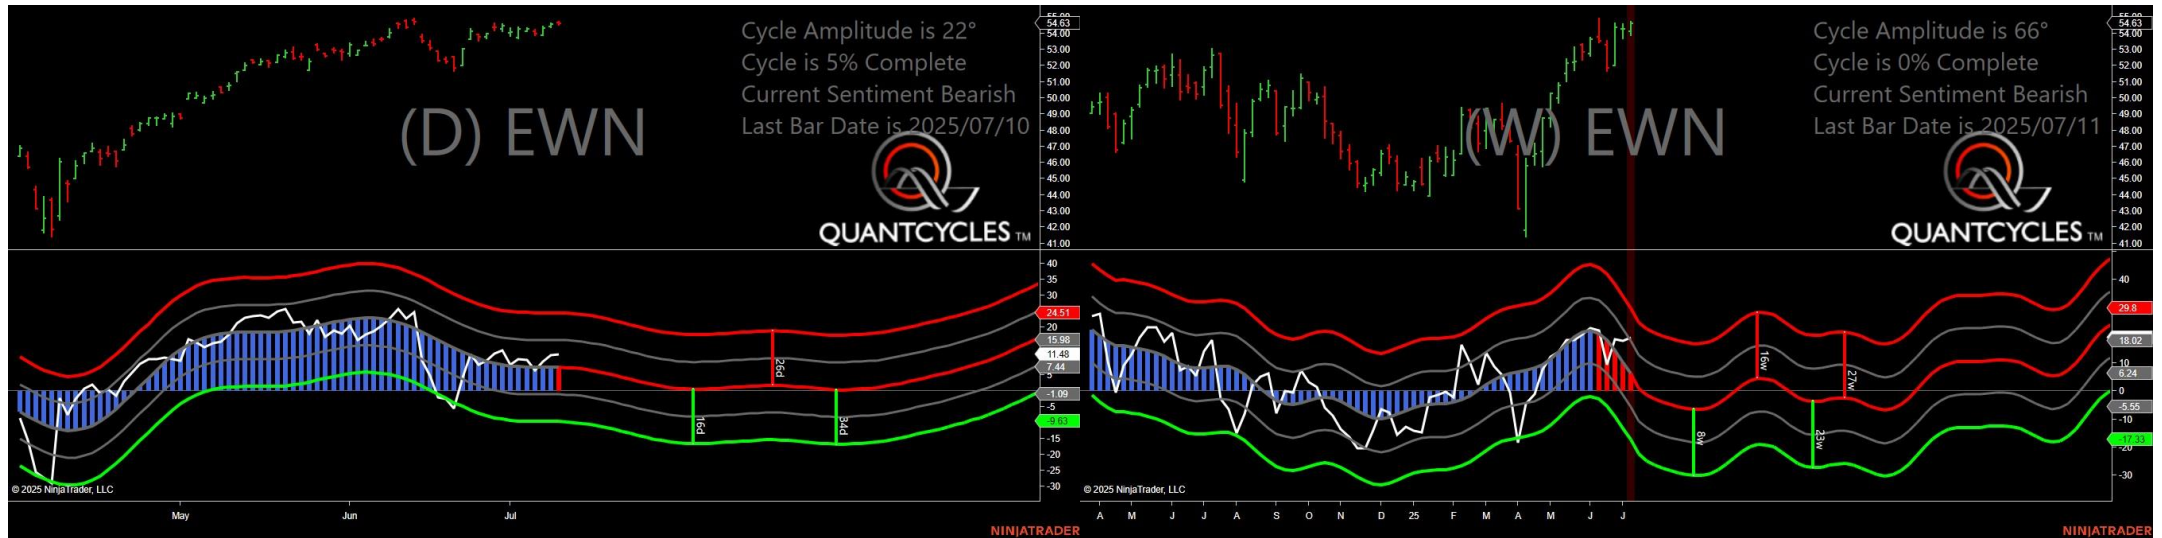 Cycle Amplitude is 22°
Cycle is 5% Complete
Current Sentiment Bearish
Last Bar Date is 2025/07/10
(D) EWN
QUANTCYCLES TM
54.63
54.00
53.00
52.00
51.00
50.00
49.00
48.00
47.00
46.00
45.00
44.00
43.00
42.00
41.00
40
35
30
24.51
20
15.98
11.48
7.44
-1.09
-5
-9.63
-15
-20
-25
-30
16d
26d
34d
© 2025 NinjaTrader, LLC
May Jun Jul
NINJATRADER
Cycle Amplitude is 66°
Cycle is 0% Complete
Current Sentiment Bearish
Last Bar Date is 2025/07/11
(W) EWN
QUANTCYCLES TM
54.63
54.00
53.00
52.00
51.00
50.00
49.00
48.00
47.00
46.00
45.00
44.00
43.00
42.00
41.00
40
29.8
18.02
10
6.24
0
-5.55
-10
-17.33
-20
-30
8w
16w
23w
27w
© 2025 NinjaTrader, LLC
A M J J A S O N D 25 F M A M J J
NINJATRADER